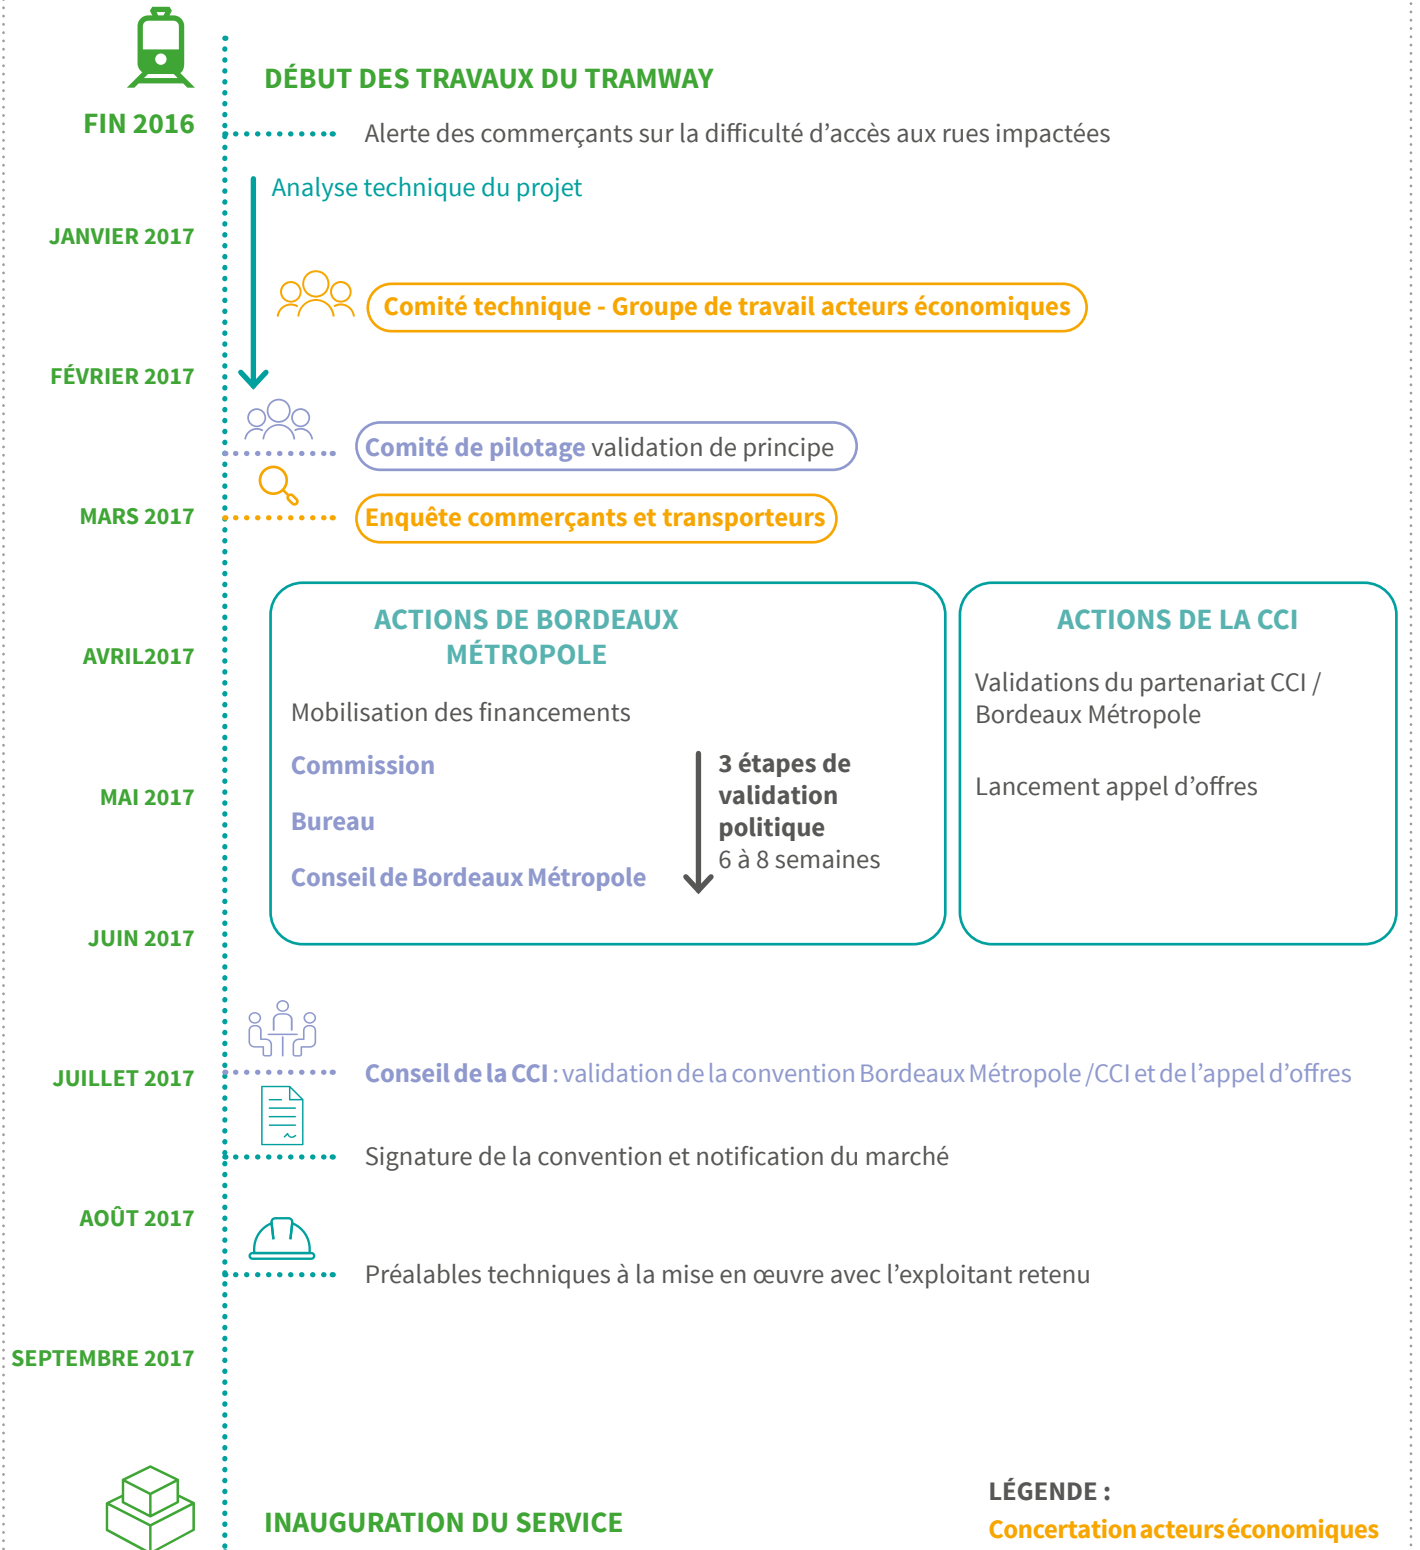 DÉBUT DES TRAVAUX DU TRAMWAY
FIN 2016
Alerte des commerçants sur la difficulté d’accès aux rues impactées
Analyse technique du projet
JANVIER 2017
Comité technique - Groupe de travail acteurs économiques
FÉVRIER 2017
Comité de pilotage validation de principe
MARS 2017
Enquête commerçants et transporteurs
AVRIL2017
ACTIONS DE BORDEAUX
MÉTROPOLE
Mobilisation des financements
Commission
Bureau
Conseil de Bordeaux Métropole
3 étapes de
validation
politique
6 à 8 semaines
ACTIONS DE LA CCI
Validations du partenariat CCI /
Bordeaux Métropole
Lancement appel d’offres
MAI 2017
JUIN 2017
JUILLET 2017
Conseil de la CCI : validation de la convention Bordeaux Métropole /CCI et de l’appel d’offres
Signature de la convention et notification du marché
AOÛT 2017
Préalables techniques à la mise en œuvre avec l’exploitant retenu
SEPTEMBRE 2017
INAUGURATION DU SERVICE
LÉGENDE :
Concertation acteurs économiques